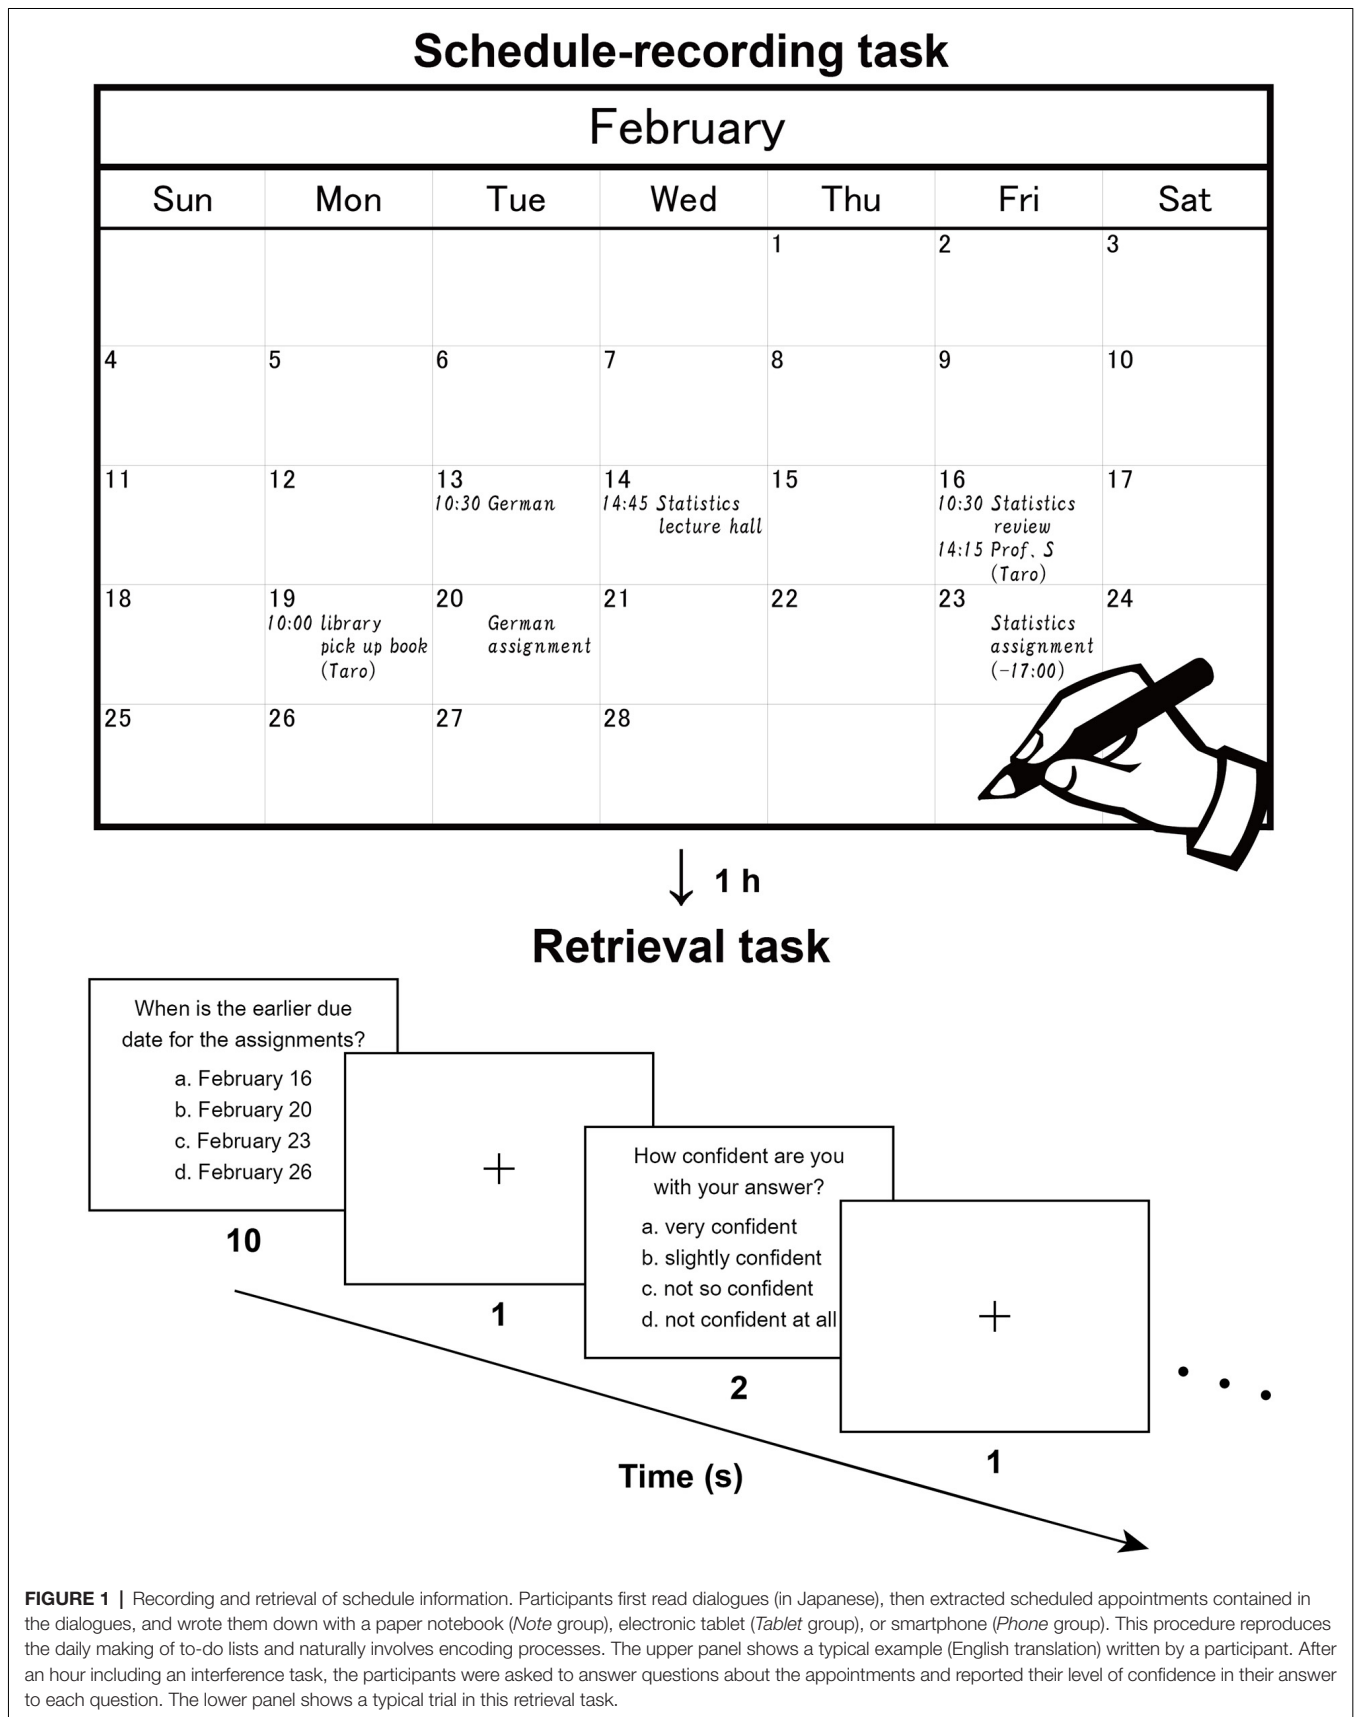 Schedule-recording task
February
Sun Mon Tue Wed Thu Fri Sat
1 2 3
4 5 6 7 8 9 10
11 12 13 14 15 16 17
10:30 German
14:45 Statistics
lecture hall
10:30 Statistics
review
14:15 Prof. S
(Taro)
18 19 20 21 22 23 24
10:00 library
pick up book
(Taro)
German
assignment
Statistics
assignment
(-17:00)
25 26 27 28
1 h
Retrieval task
When is the earlier due
date for the assignments?
a. February 16
b. February 20
c. February 23
d. February 26
10
1
How confident are you
with your answer?
a. very confident
b. slightly confident
c. not so confident
d. not confident at all
2
1
Time (s)
FIGURE 1 | Recording and retrieval of schedule information. Participants first read dialogues (in Japanese), then extracted scheduled appointments contained in
the dialogues, and wrote them down with a paper notebook (Note group), electronic tablet (Tablet group), or smartphone (Phone group). This procedure reproduces
the daily making of to-do lists and naturally involves encoding processes. The upper panel shows a typical example (English translation) written by a participant. After
an hour including an interference task, the participants were asked to answer questions about the appointments and reported their level of confidence in their answer
to each question. The lower panel shows a typical trial in this retrieval task.